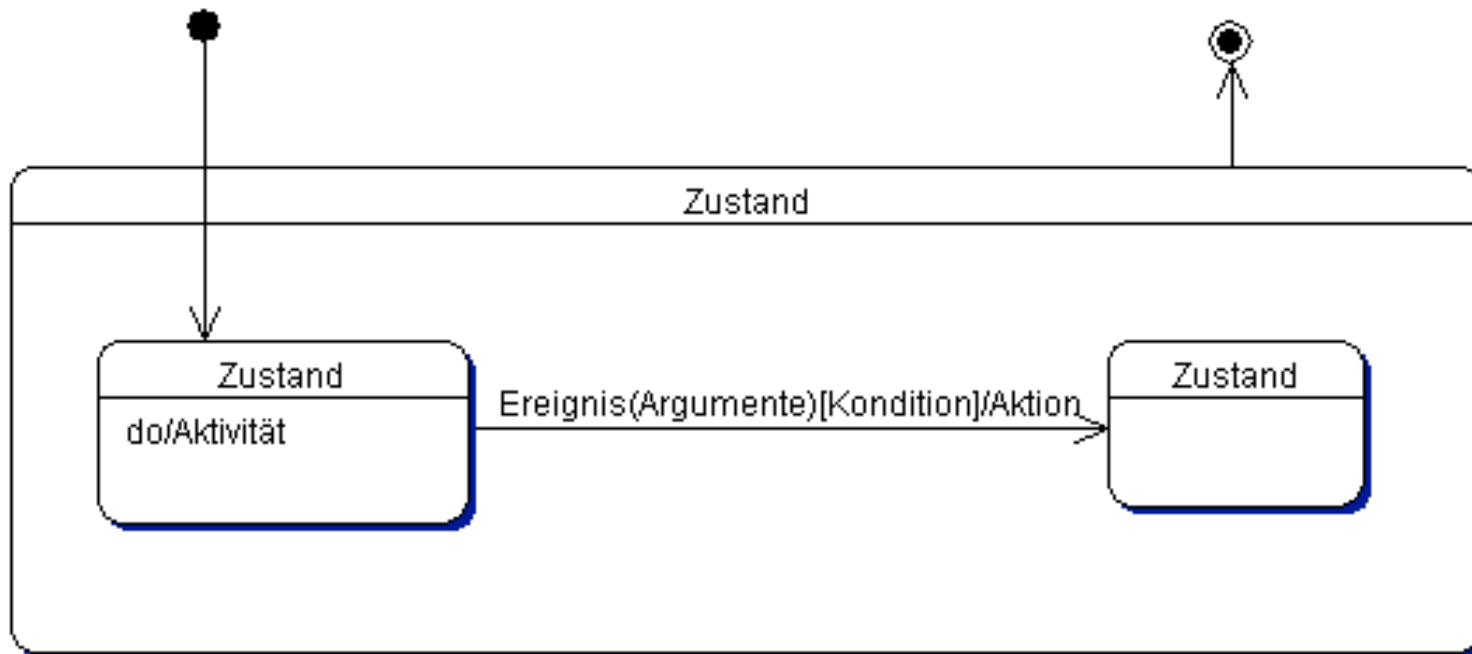 Zustand
Zustand
do/Aktivität
Ereignis(Argumente)[Kondition]/Aktion
Zustand